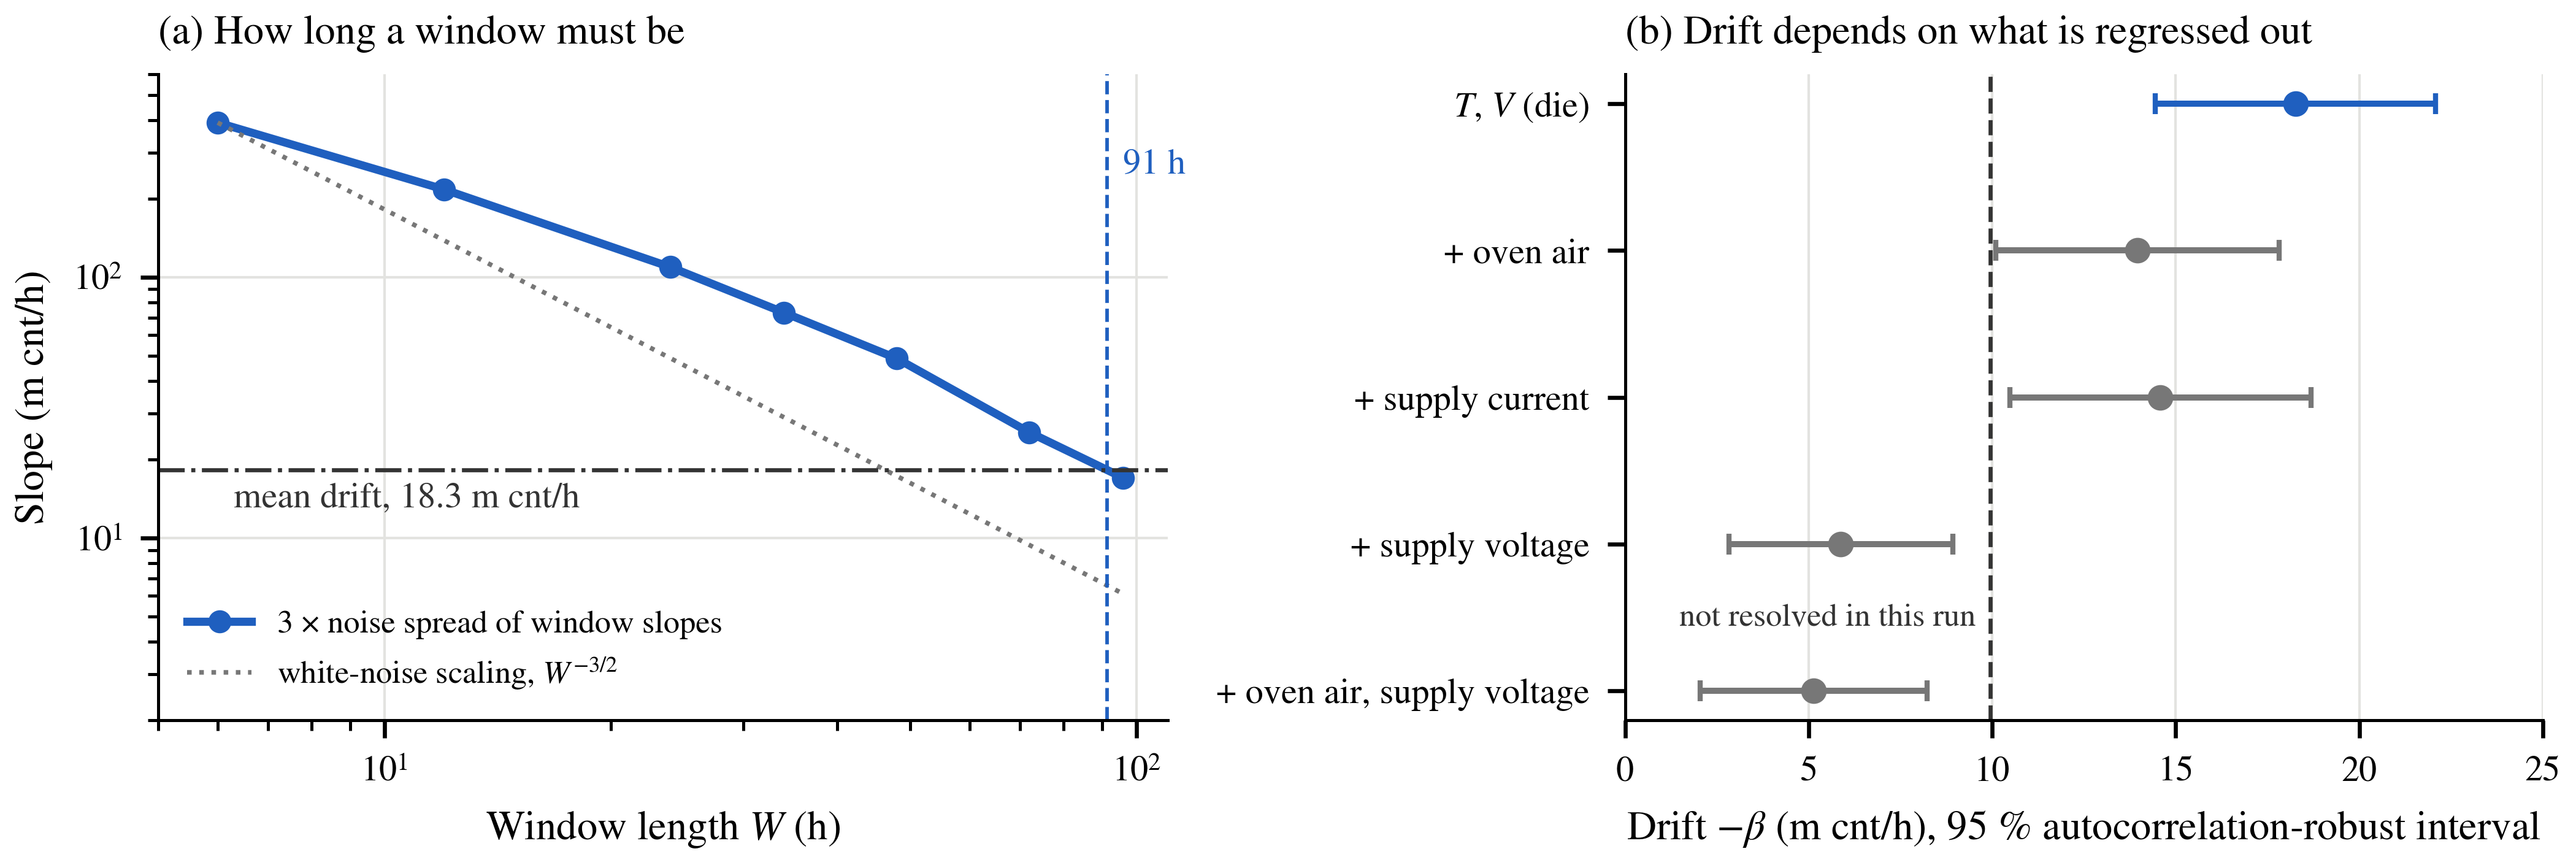 (a) How long a window must be
Slope (m cnt/h)
10²
10¹
91 h
mean drift, 18.3 m cnt/h
3 × noise spread of window slopes
white-noise scaling, W⁻³ᐟ²
10¹
10²
Window length W (h)
(b) Drift depends on what is regressed out
T, V (die)
+ oven air
+ supply current
+ supply voltage
not resolved in this run
+ oven air, supply voltage
0
5
10
15
20
25
Drift −β (m cnt/h), 95 % autocorrelation-robust interval